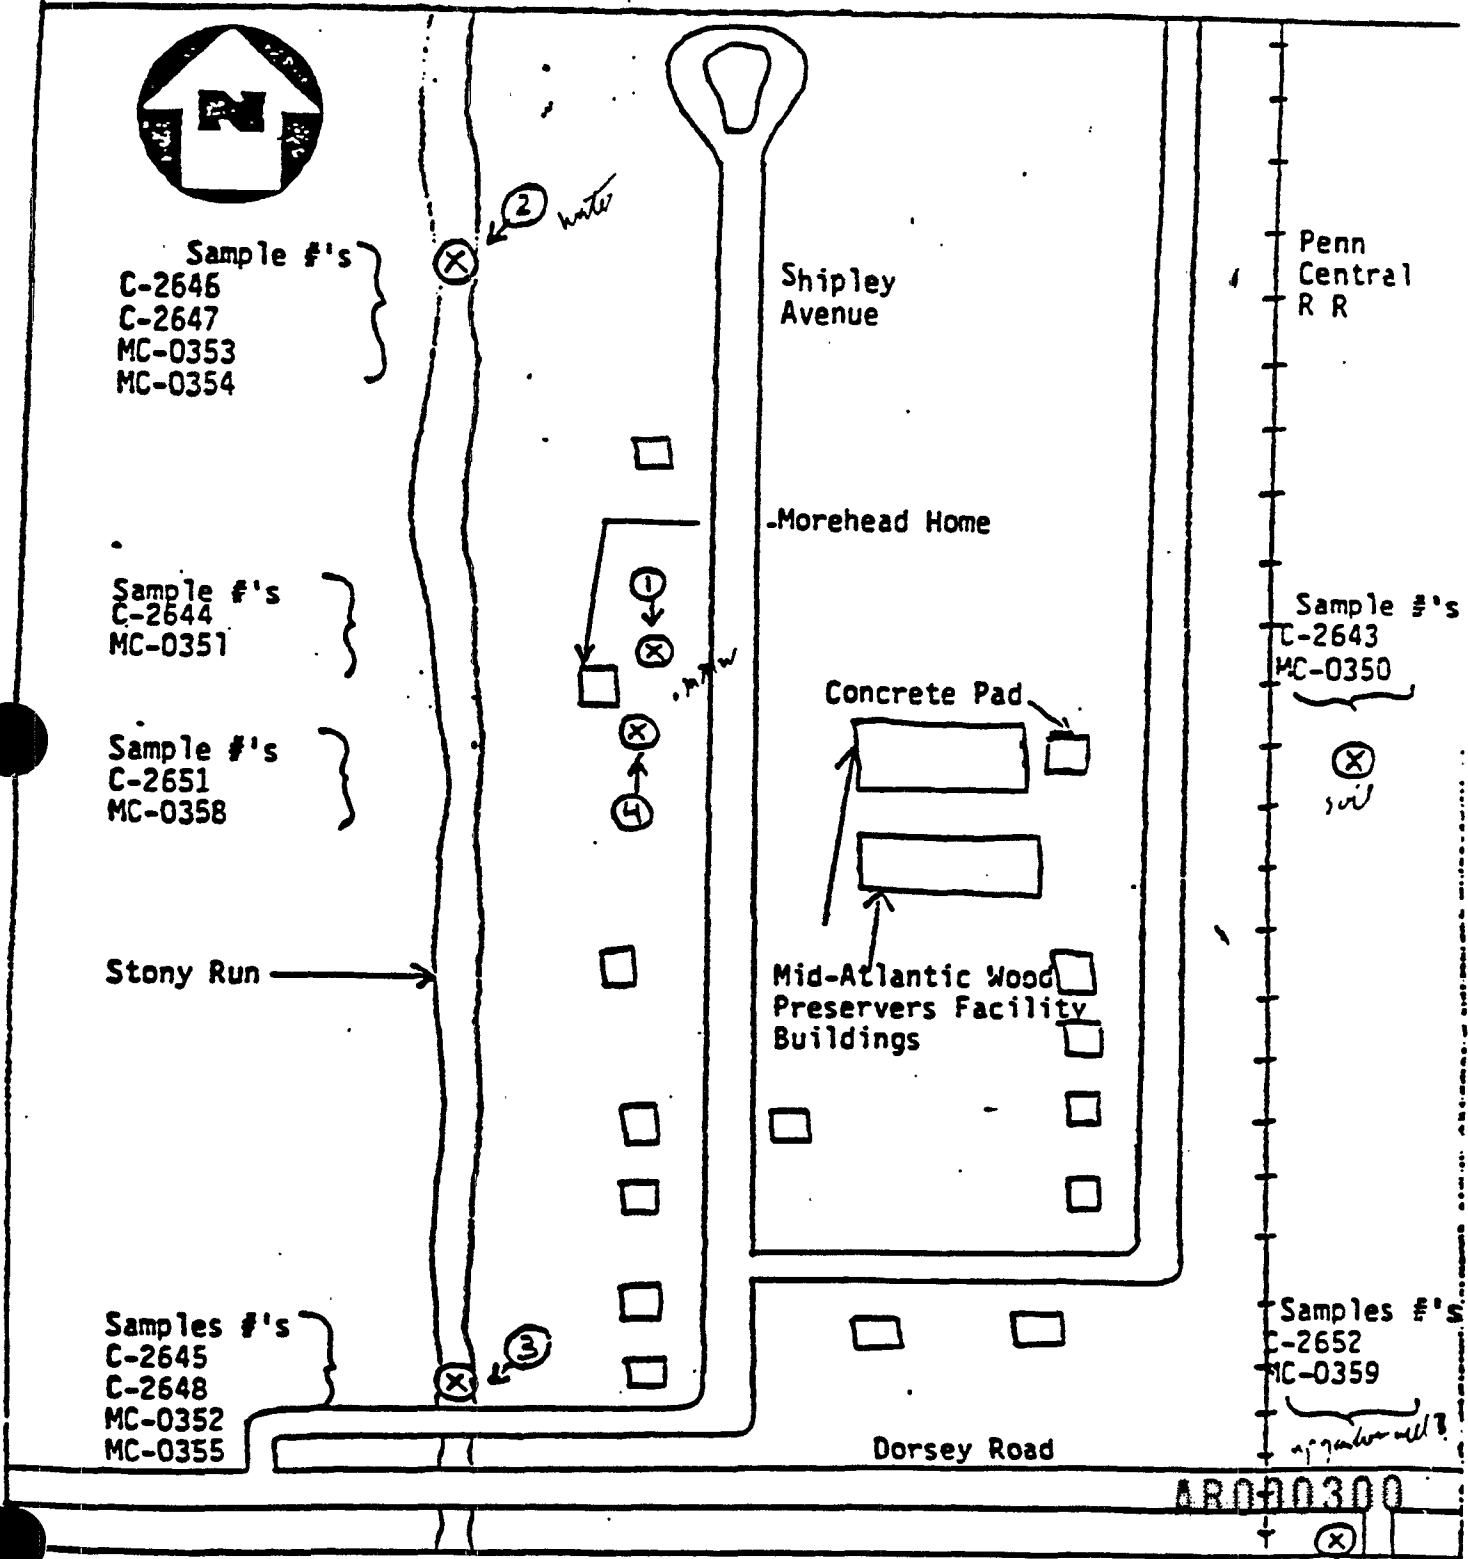 N
2
water
Sample #'s
C-2646
C-2647
MC-0353
MC-0354
Shipley
Avenue
Penn
Central
R R
Morehead Home
1
Sample #'s
C-2644
MC-0351
Sample #'s
C-2643
MC-0350
Concrete Pad
Sample #'s
C-2651
MC-0358
4
soil
Stony Run
Mid-Atlantic Wood
Preservers Facility
Buildings
3
Samples #'s
C-2645
C-2648
MC-0352
MC-0355
Samples #'s
C-2652
MC-0359
Dorsey Road
AR000300